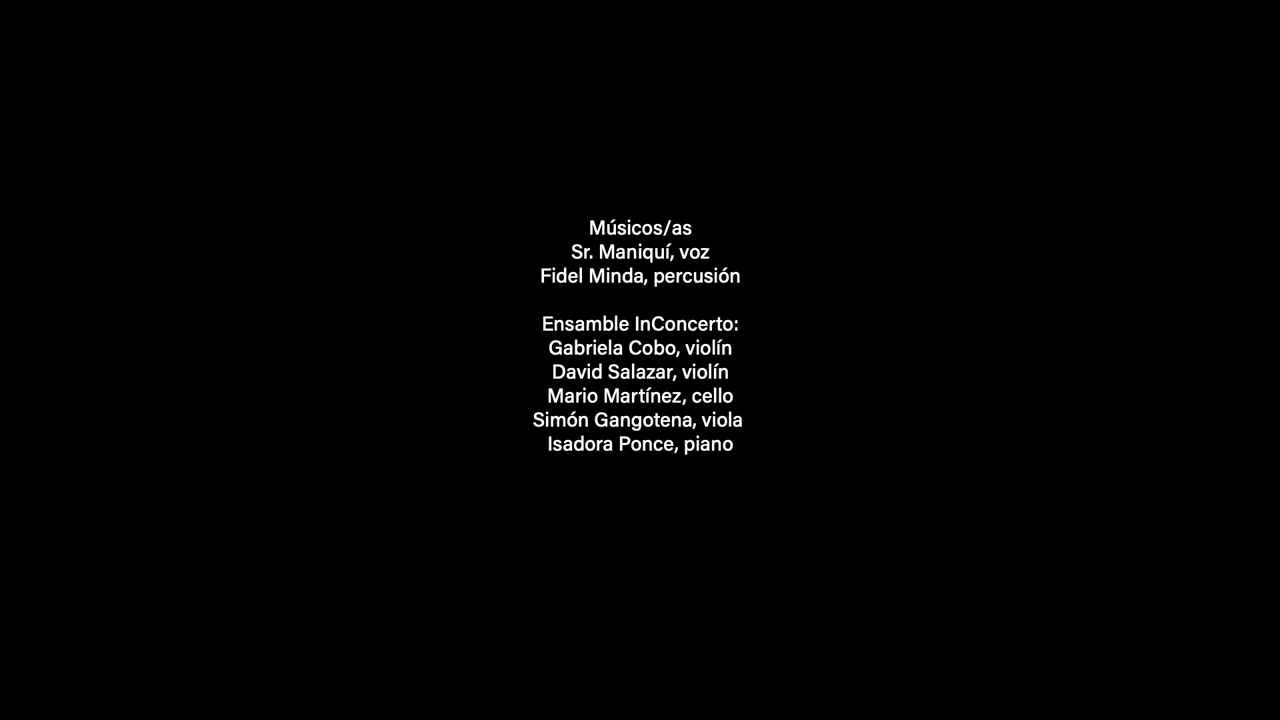 Músicos/as
Sr. Maniquí, voz
Fidel Minda, percusión
Ensamble InConcerto:
Gabriela Cobo, violín
David Salazar, violín
Mario Martínez, cello
Simón Gangotena, viola
Isadora Ponce, piano